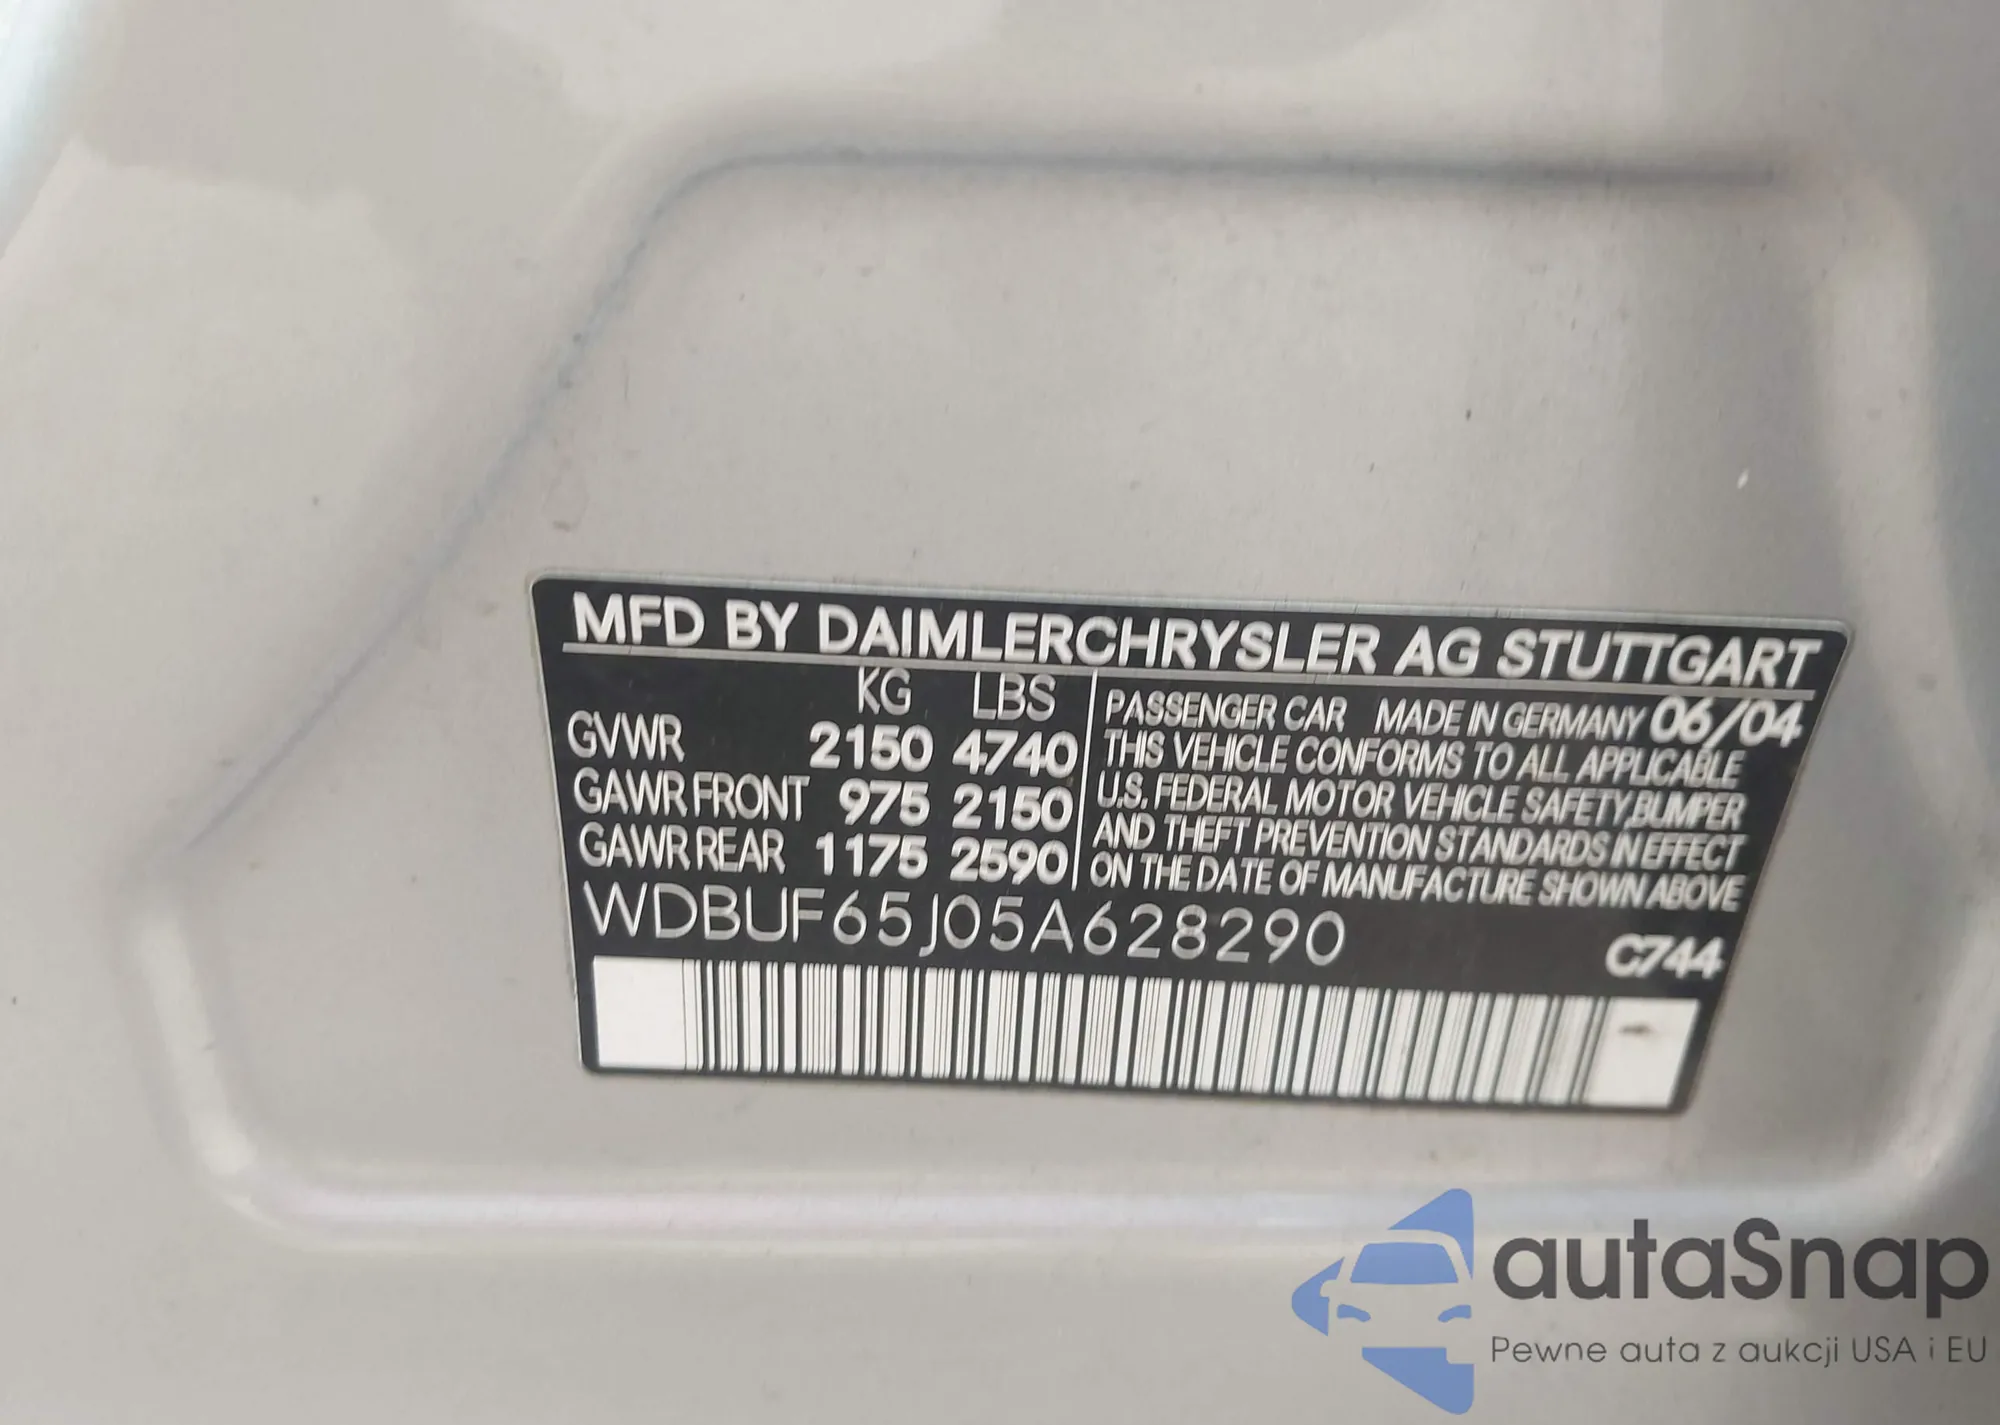 MFD BY DAIMLERCHRYSLER AG STUTTGART
KG LBS
GVWR 2150 4740
GAWR FRONT 975 2150
GAWR REAR 1175 2590
PASSENGER CAR MADE IN GERMANY 06/04
THIS VEHICLE CONFORMS TO ALL APPLICABLE
U.S. FEDERAL MOTOR VEHICLE SAFETY, BUMPER
AND THEFT PREVENTION STANDARDS IN EFFECT
ON THE DATE OF MANUFACTURE SHOWN ABOVE
WDBUF65J05A628290
C744
autaSnap
Pewne auta z aukcji USA i EU